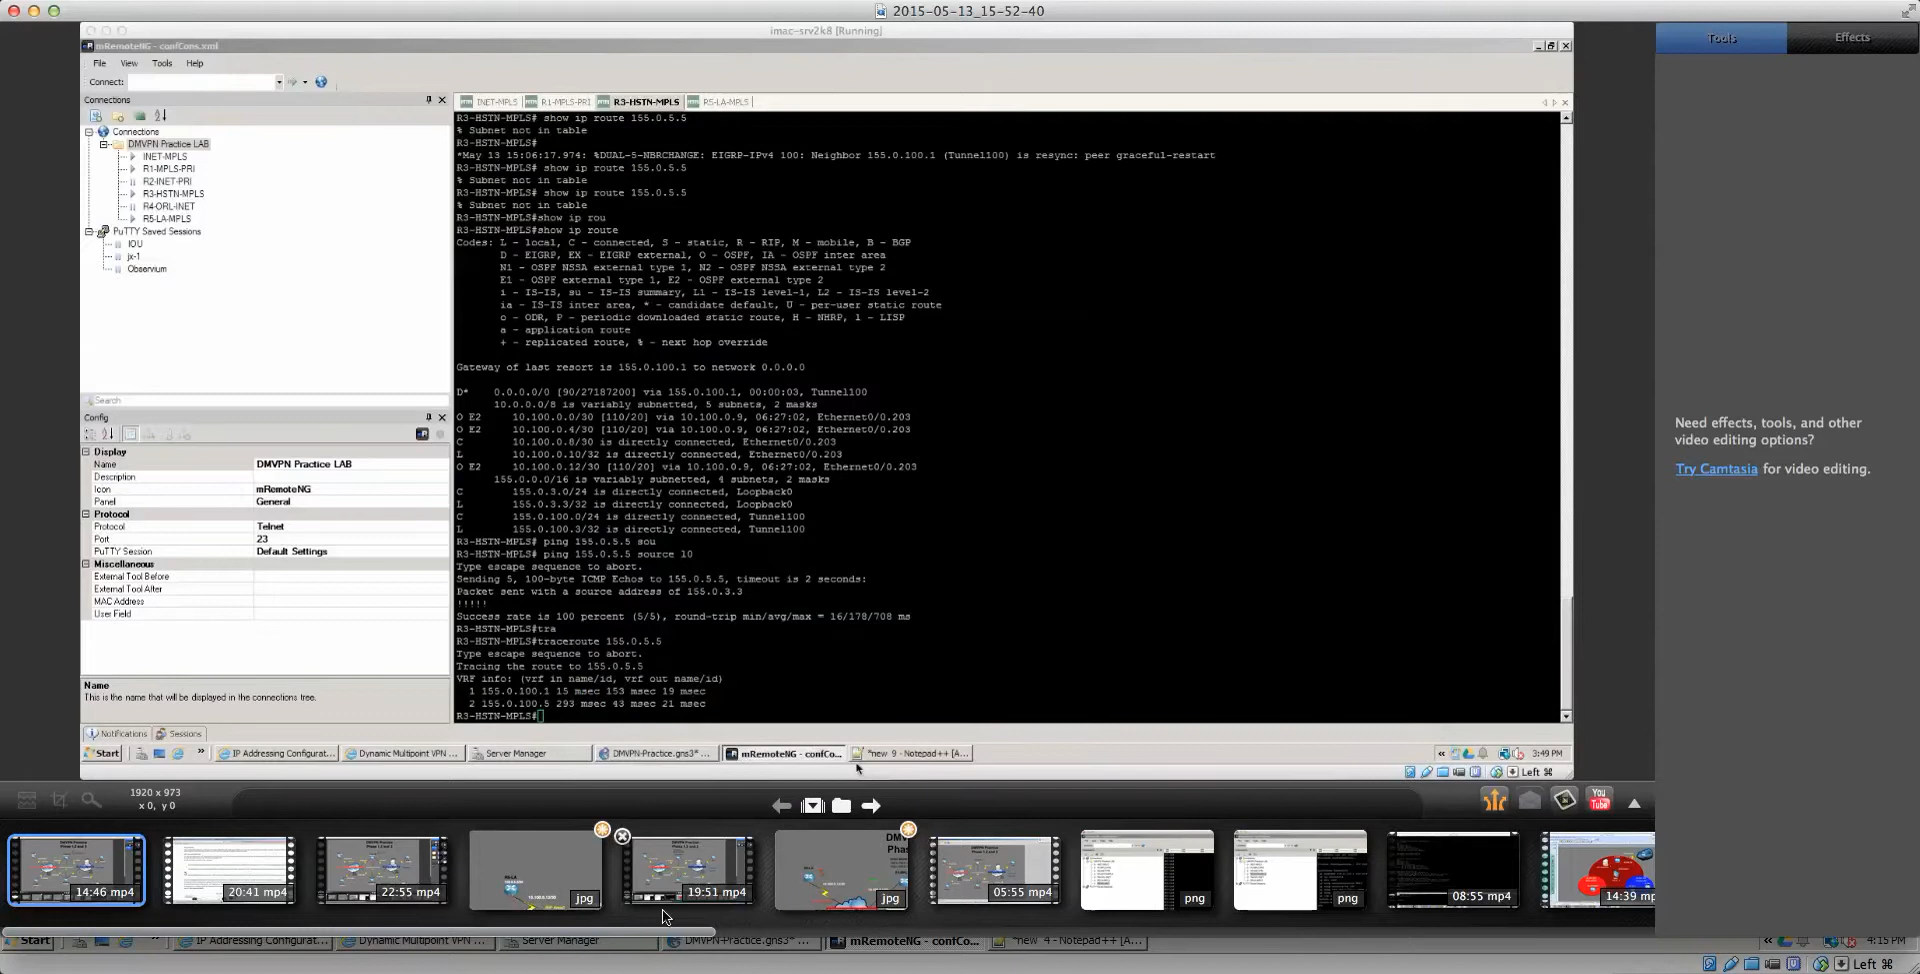 2015-05-13_15-52-40
imac-srv2k8 [Running]
mRemoteNG - confCons.xml
File View Tools Help
Connect:
Connections
Connections
DMVPN Practice LAB
INET-MPLS
R1-MPLS-PRI
R2-INET-PRI
R3-HSTN-MPLS
R4-ORL-INET
R5-LA-MPLS
PuTTY Saved Sessions
IOU
jx-1
Observium
Search
Config
Display
Name DMVPN Practice LAB
Description
Icon mRemoteNG
Panel General
Protocol
Protocol Telnet
Port 23
PuTTY Session Default Settings
Miscellaneous
External Tool Before
External Tool After
MAC Address
User Field
Name
This is the name that will be displayed in the connections tree.
Notifications Sessions
INET-MPLS R1-MPLS-PRI R3-HSTN-MPLS R5-LA-MPLS
R3-HSTN-MPLS# show ip route 155.0.5.5
% Subnet not in table
R3-HSTN-MPLS#
*May 13 15:06:17.974: %DUAL-5-NBRCHANGE: EIGRP-IPv4 100: Neighbor 155.0.100.1 (Tunnel100) is resync: peer graceful-restart
R3-HSTN-MPLS# show ip route 155.0.5.5
% Subnet not in table
R3-HSTN-MPLS# show ip route 155.0.5.5
% Subnet not in table
R3-HSTN-MPLS#show ip rou
R3-HSTN-MPLS#show ip route
Codes: L - local, C - connected, S - static, R - RIP, M - mobile, B - BGP
D - EIGRP, EX - EIGRP external, O - OSPF, IA - OSPF inter area
N1 - OSPF NSSA external type 1, N2 - OSPF NSSA external type 2
E1 - OSPF external type 1, E2 - OSPF external type 2
i - IS-IS, su - IS-IS summary, L1 - IS-IS level-1, L2 - IS-IS level-2
ia - IS-IS inter area, * - candidate default, U - per-user static route
o - ODR, P - periodic downloaded static route, H - NHRP, l - LISP
a - application route
+ - replicated route, % - next hop override
Gateway of last resort is 155.0.100.1 to network 0.0.0.0
D* 0.0.0.0/0 [90/27187200] via 155.0.100.1, 00:00:03, Tunnel100
10.0.0.0/8 is variably subnetted, 5 subnets, 2 masks
O E2 10.100.0.0/30 [110/20] via 10.100.0.9, 06:27:02, Ethernet0/0.203
O E2 10.100.0.4/30 [110/20] via 10.100.0.9, 06:27:02, Ethernet0/0.203
C 10.100.0.8/30 is directly connected, Ethernet0/0.203
L 10.100.0.10/32 is directly connected, Ethernet0/0.203
O E2 10.100.0.12/30 [110/20] via 10.100.0.9, 06:27:02, Ethernet0/0.203
155.0.0.0/16 is variably subnetted, 4 subnets, 2 masks
C 155.0.3.0/24 is directly connected, Loopback0
L 155.0.3.3/32 is directly connected, Loopback0
C 155.0.100.0/24 is directly connected, Tunnel100
L 155.0.100.3/32 is directly connected, Tunnel100
R3-HSTN-MPLS# ping 155.0.5.5 sou
R3-HSTN-MPLS# ping 155.0.5.5 source l0
Type escape sequence to abort.
Sending 5, 100-byte ICMP Echos to 155.0.5.5, timeout is 2 seconds:
Packet sent with a source address of 155.0.3.3
!!!!!
Success rate is 100 percent (5/5), round-trip min/avg/max = 16/178/708 ms
R3-HSTN-MPLS#tra
R3-HSTN-MPLS#traceroute 155.0.5.5
Type escape sequence to abort.
Tracing the route to 155.0.5.5
VRF info: (vrf in name/id, vrf out name/id)
1 155.0.100.1 15 msec 153 msec 19 msec
2 155.0.100.5 293 msec 43 msec 21 msec
R3-HSTN-MPLS#
Start » IP Addressing Configurat... Dynamic Multipoint VPN ... Server Manager DMVPN-Practice.gns3* ... mRemoteNG - confCo... *new 9 - Notepad++ [A... « 3:49 PM
Left ⌘
Tools Effects
Need effects, tools, and other
video editing options?
Try Camtasia for video editing.
1920 x 973
x 0, y 0
You
Tube
14:46 mp4 20:41 mp4 22:55 mp4 jpg 19:51 mp4 jpg 05:55 mp4 png png 08:55 mp4 14:39 mp
Start IP Addressing Configurat... Dynamic Multipoint VPN ... Server Manager DMVPN-Practice.gns3* ... mRemoteNG - confCo... *new 4 - Notepad++ [A... « 4:15 PM
Left ⌘